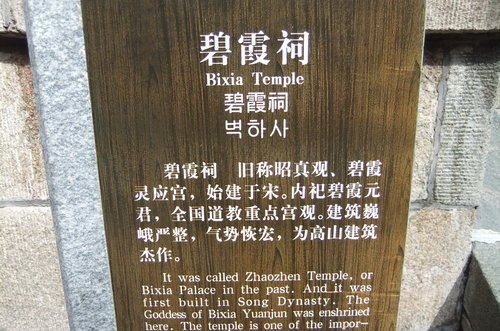 碧霞祠
Bixia Temple
碧霞祠
벽하사
碧霞祠 旧称昭真观、碧霞
灵应宫，始建于宋。内祀碧霞元
君，全国道教重点宫观。建筑巍
峨严整，气势恢宏，为高山建筑
杰作。
It was called Zhaozhen Temple, or
Bixia Palace in the past. And it was
first built in Song Dynasty. The
Goddess of Bixia Yuanjun was enshrined
here. The temple is one of the impor-